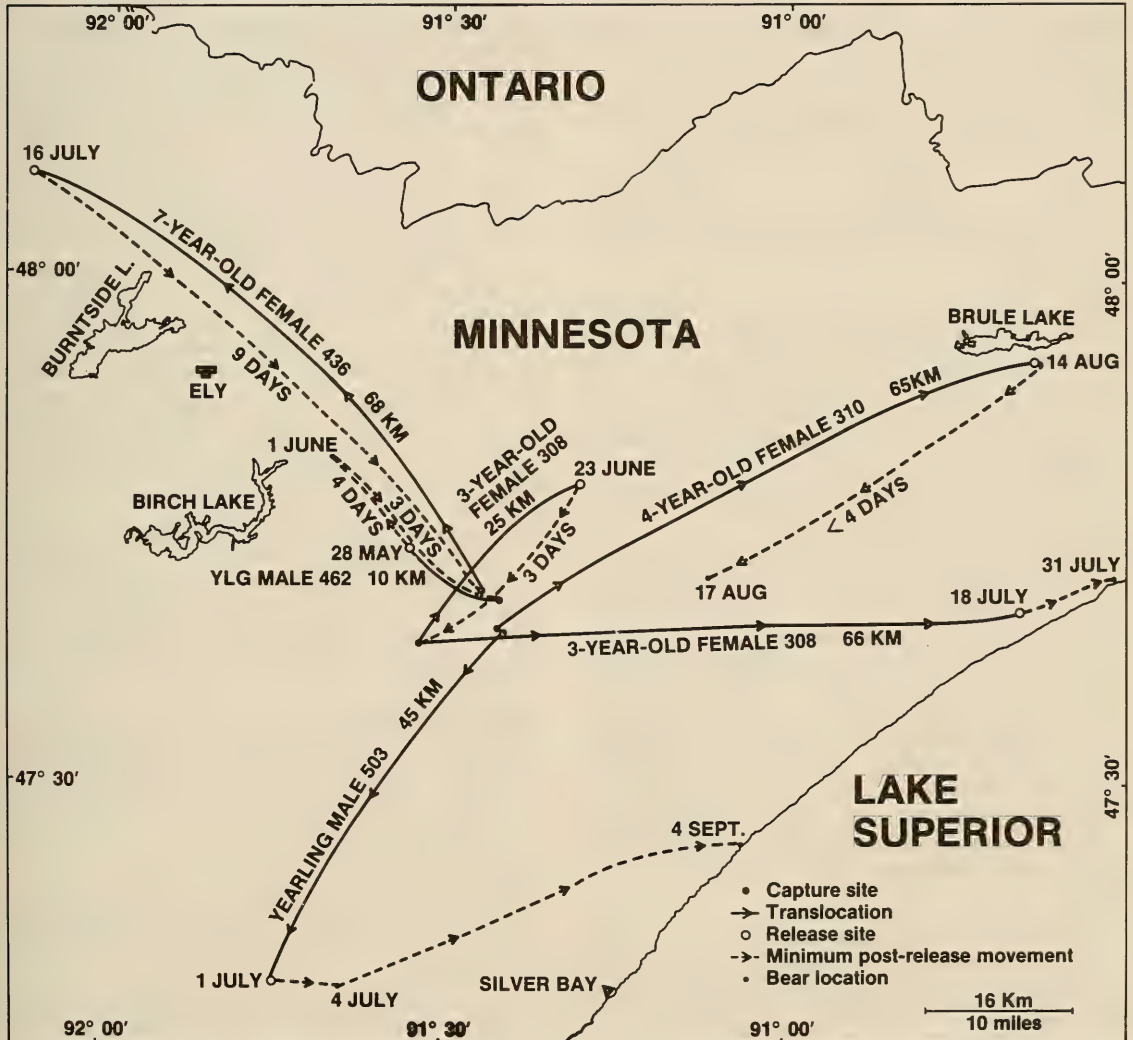 92° 00'
91° 30'
91° 00'
ONTARIO
16 JULY
7-YEAR-OLD FEMALE 436 68 KM
9 DAYS
48° 00'
48° 00'
BURNTSIDE L.
ELY
MINNESOTA
BRULE LAKE
14 AUG
1 JUNE
3-YEAR-OLD
FEMALE 308
25 KM
23 JUNE
4-YEAR-OLD FEMALE 310 65KM
BIRCH LAKE
4 DAYS
3 DAYS
3 DAYS
< 4 DAYS
28 MAY
YLG MALE 462 10 KM
17 AUG
31 JULY
18 JULY
3-YEAR-OLD FEMALE 308 66 KM
YEARLING MALE 503 45 KM
47° 30'
47° 30'
LAKE
SUPERIOR
4 SEPT.
1 JULY
4 JULY
SILVER BAY
Capture site
Translocation
Release site
Minimum post-release movement
Bear location
16 Km
10 miles
92° 00'
91° 30'
91° 00'